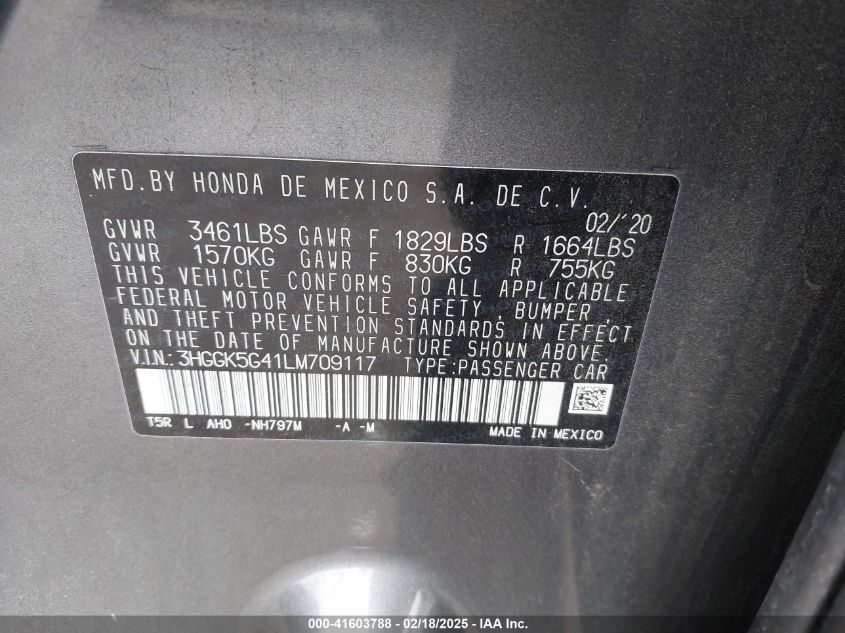 MFD.BY HONDA DE MEXICO S.A. DE C.V.
02/'20
GVWR 3461LBS GAWR F 1829LBS R 1664LBS
GVWR 1570KG GAWR F 830KG R 755KG
THIS VEHICLE CONFORMS TO ALL APPLICABLE
FEDERAL MOTOR VEHICLE SAFETY, BUMPER,
AND THEFT PREVENTION STANDARDS IN EFFECT
ON THE DATE OF MANUFACTURE SHOWN ABOVE.
V.I.N.: 3HGGK5G41LM709117 TYPE:PASSENGER CAR
T5R L AHO -NH797M -A -M MADE IN MEXICO
000-41603788 - 02/18/2025 - IAA Inc.